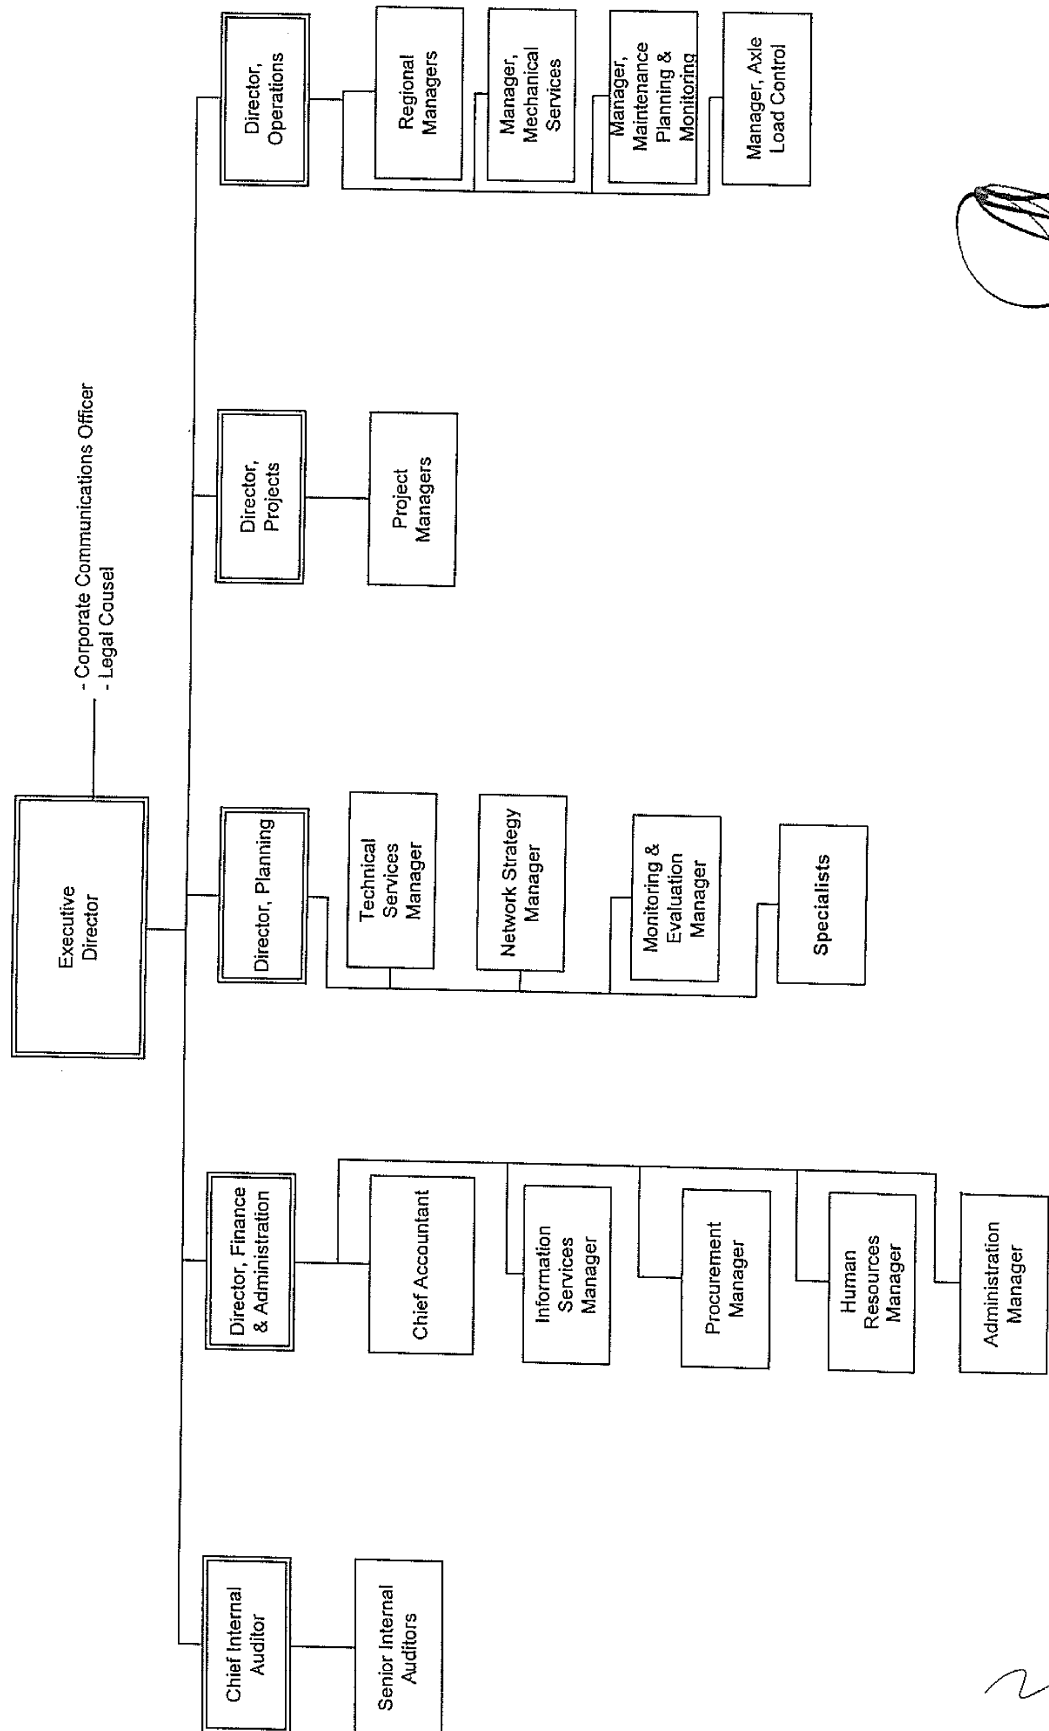 Executive
Director
- Corporate Communications Officer
- Legal Cousel
Chief Internal
Auditor
Senior Internal
Auditors
Director, Finance
& Administration
Chief Accountant
Information
Services
Manager
Procurement
Manager
Human
Resources
Manager
Administration
Manager
Director, Planning
Technical
Services
Manager
Network Strategy
Manager
Monitoring &
Evaluation
Manager
Specialists
Director,
Projects
Project
Managers
Director,
Operations
Regional
Managers
Manager,
Mechanical
Services
Manager,
Maintenance
Planning &
Monitoring
Manager, Axle
Load Control